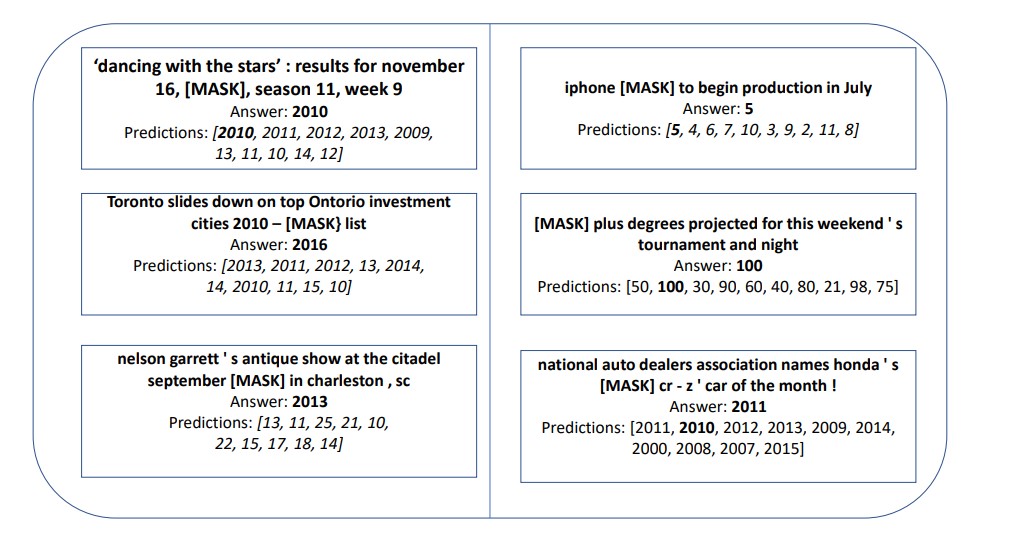 ‘dancing with the stars’ : results for november
16, [MASK], season 11, week 9
Answer: 2010
Predictions: [2010, 2011, 2012, 2013, 2009,
13, 11, 10, 14, 12]
Toronto slides down on top Ontorio investment
cities 2010 – [MASK} list
Answer: 2016
Predictions: [2013, 2011, 2012, 13, 2014,
14, 2010, 11, 15, 10]
nelson garrett ' s antique show at the citadel
september [MASK] in charleston , sc
Answer: 2013
Predictions: [13, 11, 25, 21, 10,
22, 15, 17, 18, 14]
iphone [MASK] to begin production in July
Answer: 5
Predictions: [5, 4, 6, 7, 10, 3, 9, 2, 11, 8]
[MASK] plus degrees projected for this weekend ' s
tournament and night
Answer: 100
Predictions: [50, 100, 30, 90, 60, 40, 80, 21, 98, 75]
national auto dealers association names honda ' s
[MASK] cr - z ' car of the month !
Answer: 2011
Predictions: [2011, 2010, 2012, 2013, 2009, 2014,
2000, 2008, 2007, 2015]